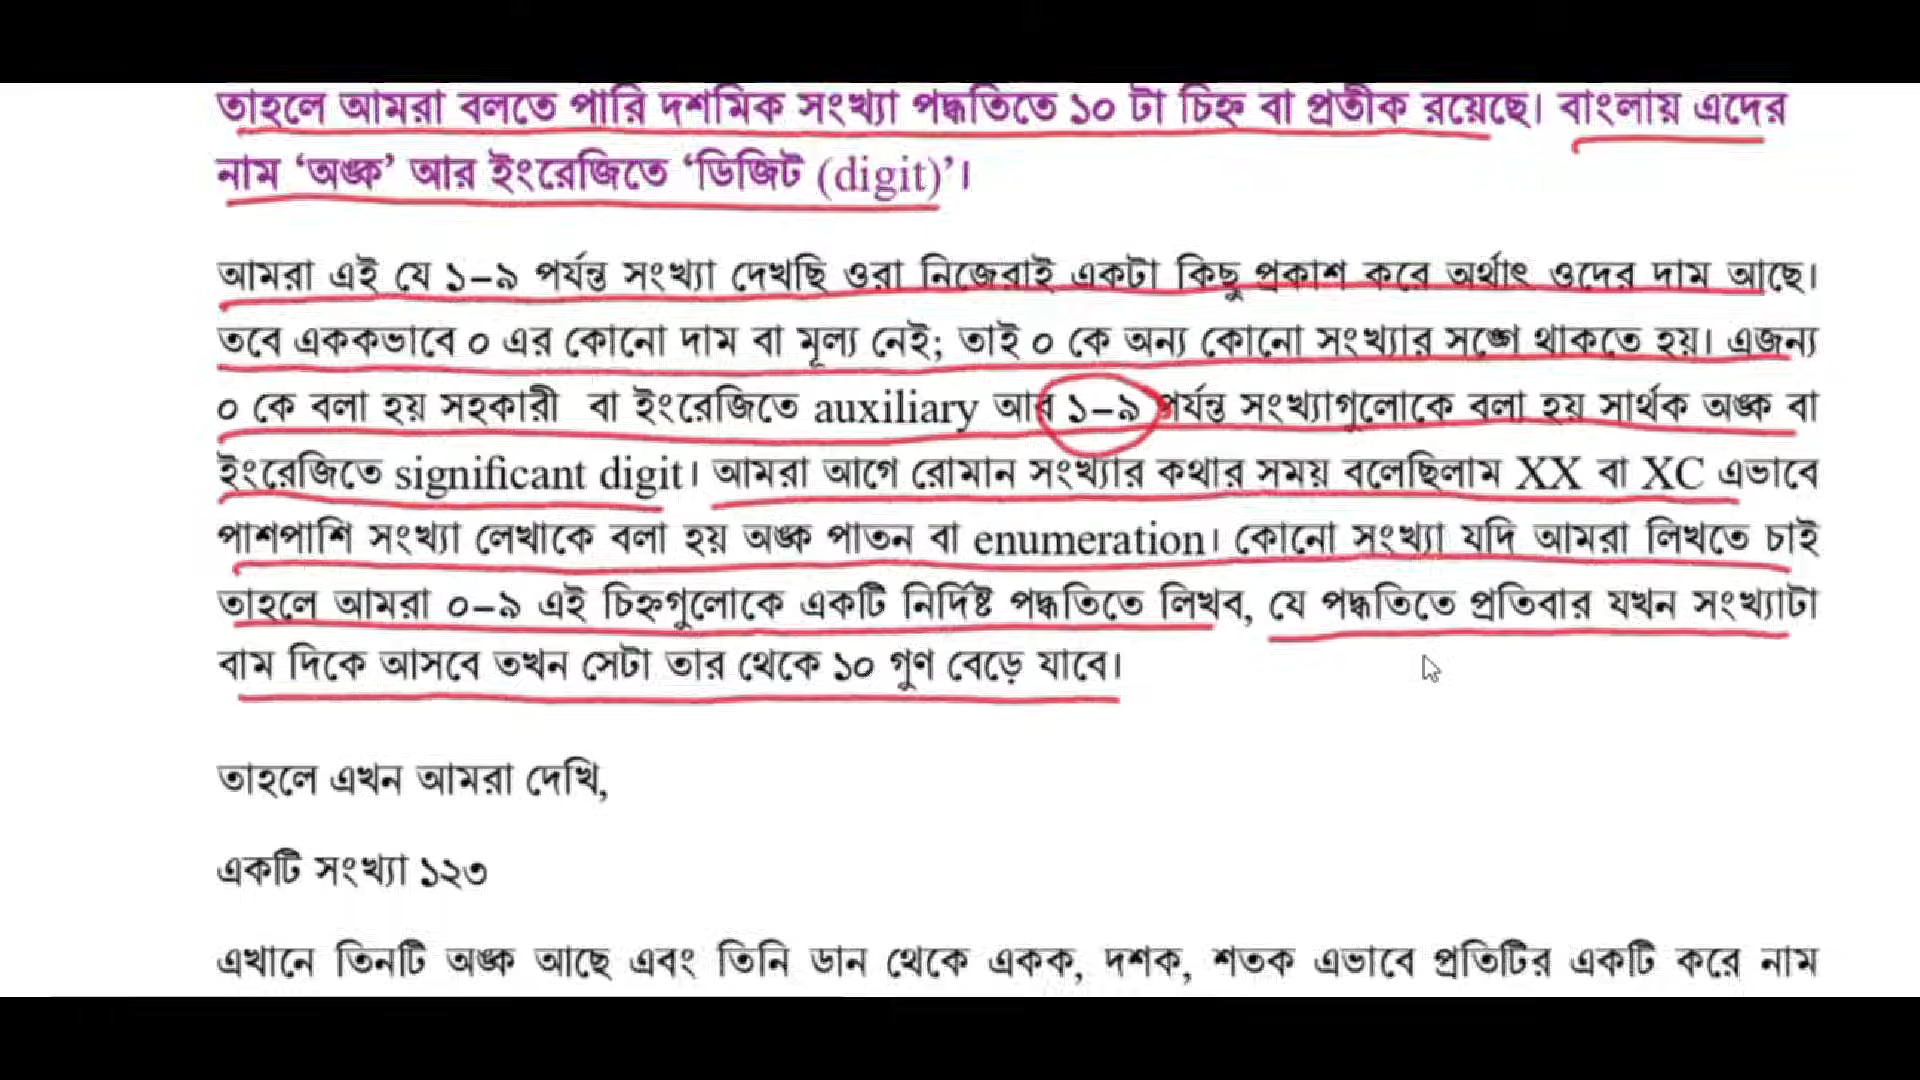 তাহলে আমরা বলতে পারি দশমিক সংখ্যা পদ্ধতিতে ১০ টা চিহ্ন বা প্রতীক রয়েছে। বাংলায় এদের
নাম ‘অঙ্ক’ আর ইংরেজিতে ‘ডিজিট (digit)’।
আমরা এই যে ১–৯ পর্যন্ত সংখ্যা দেখছি ওরা নিজেরাই একটা কিছু প্রকাশ করে অর্থাৎ ওদের দাম আছে।
তবে এককভাবে ০ এর কোনো দাম বা মূল্য নেই; তাই ০ কে অন্য কোনো সংখ্যার সঙ্গে থাকতে হয়। এজন্য
০ কে বলা হয় সহকারী বা ইংরেজিতে auxiliary আর ১–৯ পর্যন্ত সংখ্যাগুলোকে বলা হয় সার্থক অঙ্ক বা
ইংরেজিতে significant digit। আমরা আগে রোমান সংখ্যার কথার সময় বলেছিলাম XX বা XC এভাবে
পাশপাশি সংখ্যা লেখাকে বলা হয় অঙ্ক পাতন বা enumeration। কোনো সংখ্যা যদি আমরা লিখতে চাই
তাহলে আমরা ০–৯ এই চিহ্নগুলোকে একটি নির্দিষ্ট পদ্ধতিতে লিখব, যে পদ্ধতিতে প্রতিবার যখন সংখ্যাটা
বাম দিকে আসবে তখন সেটা তার থেকে ১০ গুণ বেড়ে যাবে।
তাহলে এখন আমরা দেখি,
একটি সংখ্যা ১২৩
এখানে তিনটি অঙ্ক আছে এবং তিনি ডান থেকে একক, দশক, শতক এভাবে প্রতিটির একটি করে নাম